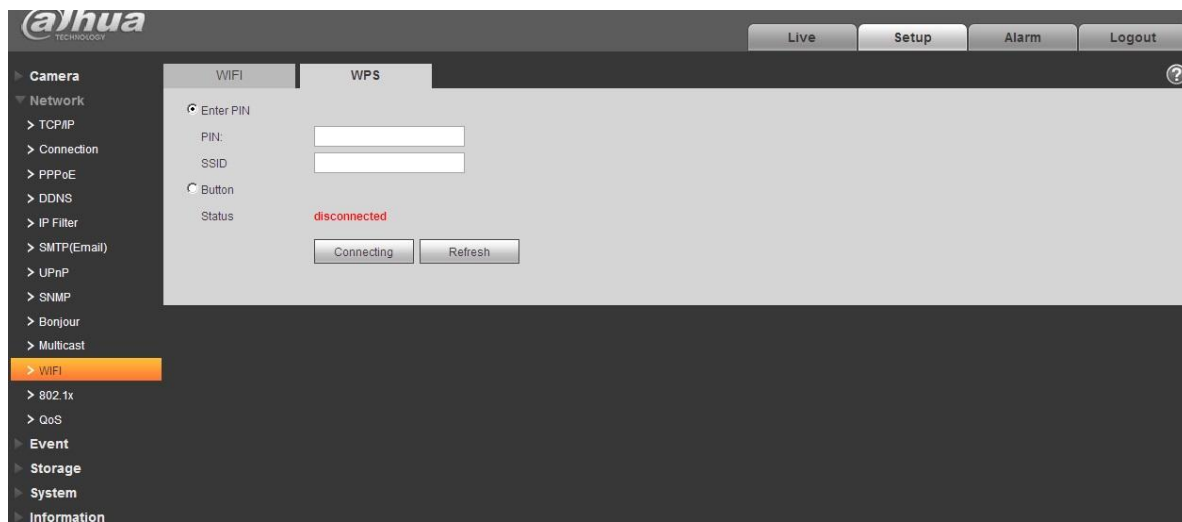 alhua
TECHNOLOGY
Live
Setup
Alarm
Logout
Camera
Network
> TCP/IP
> Connection
> PPPoE
> DDNS
> IP Filter
> SMTP(Email)
> UPnP
> SNMP
> Bonjour
> Multicast
> WIFI
> 802.1x
> QoS
Event
Storage
System
Information
WIFI
WPS
?
Enter PIN
PIN:
SSID
Button
Status
disconnected
Connecting
Refresh